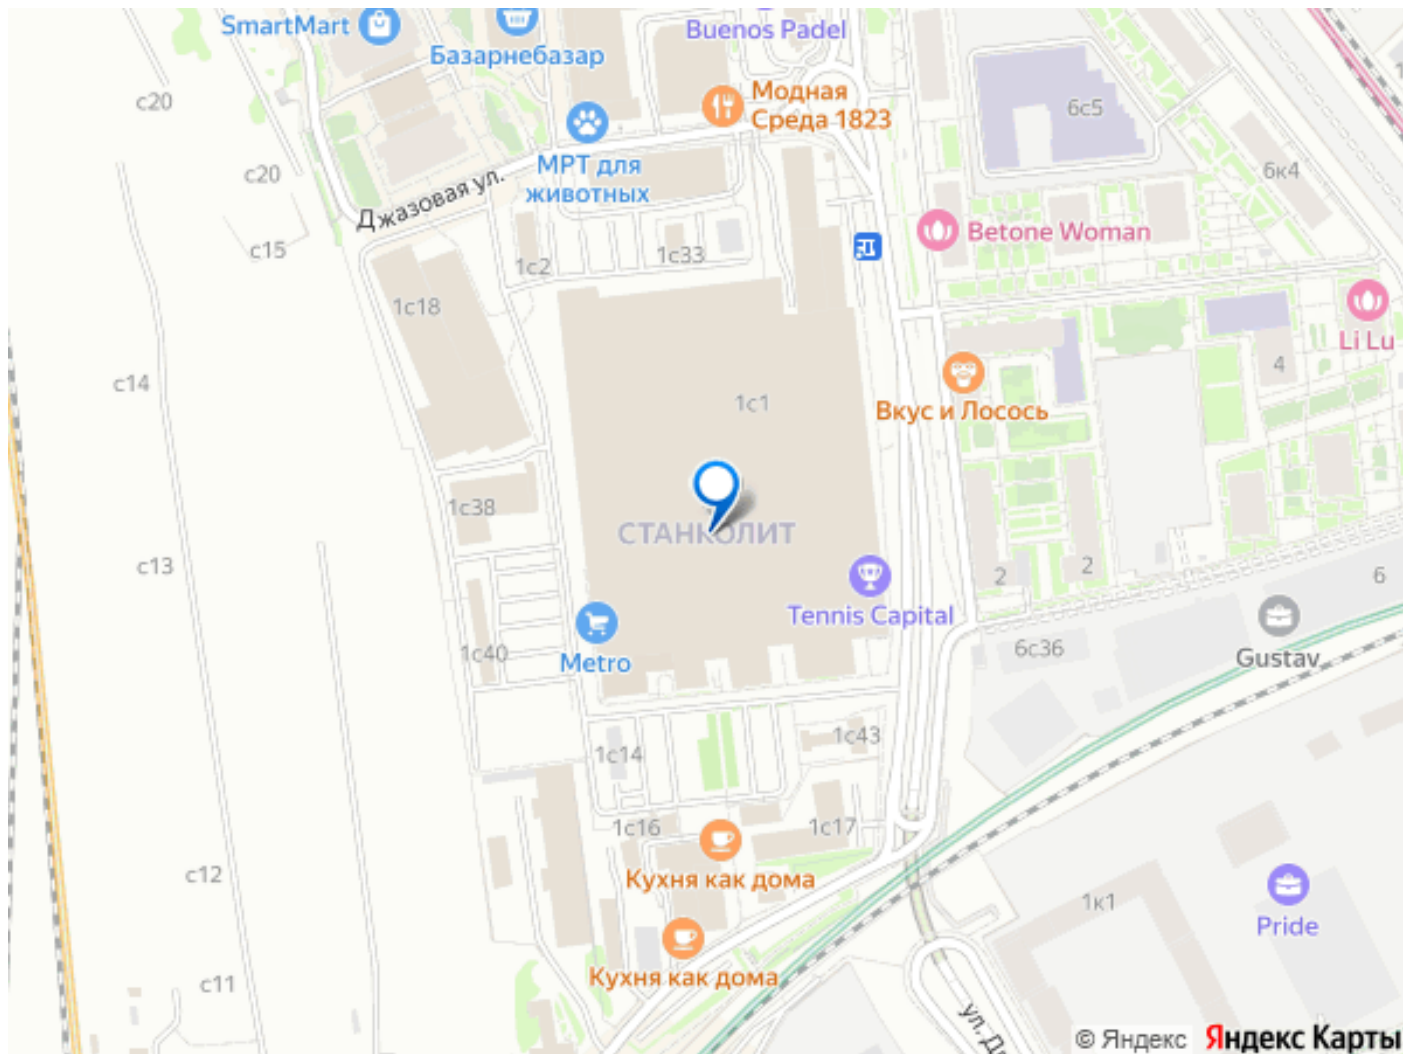 SmartMart
Базарнебазар
Buenos Padel
Модная
Среда 1823
6с5
с20
МРТ для
животных
6к4
с20
Джазовая ул.
Betone Woman
с15
1с2
1с33
1с18
Li Lu
с14
4
1с1
Вкус и Лосось
1с38
СТАНКОЛИТ
с13
2
2
6
Tennis Capital
1с40
Metro
6с36
Gustav
1с14
1с43
1с16
1с17
с12
Кухня как дома
1к1
Pride
Кухня как дома
с11
© Яндекс
Яндекс Карты